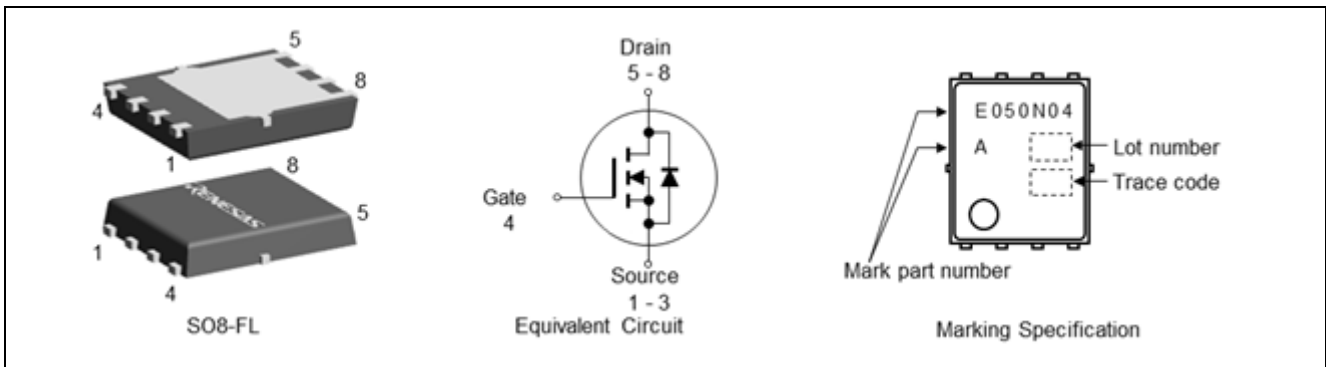 5
8
4
1
8
RENESAS
5
1
4
SO8-FL
Drain
5 - 8
Gate
4
Source
1 - 3
Equivalent Circuit
E050N04
A
Lot number
Trace code
Mark part number
Marking Specification